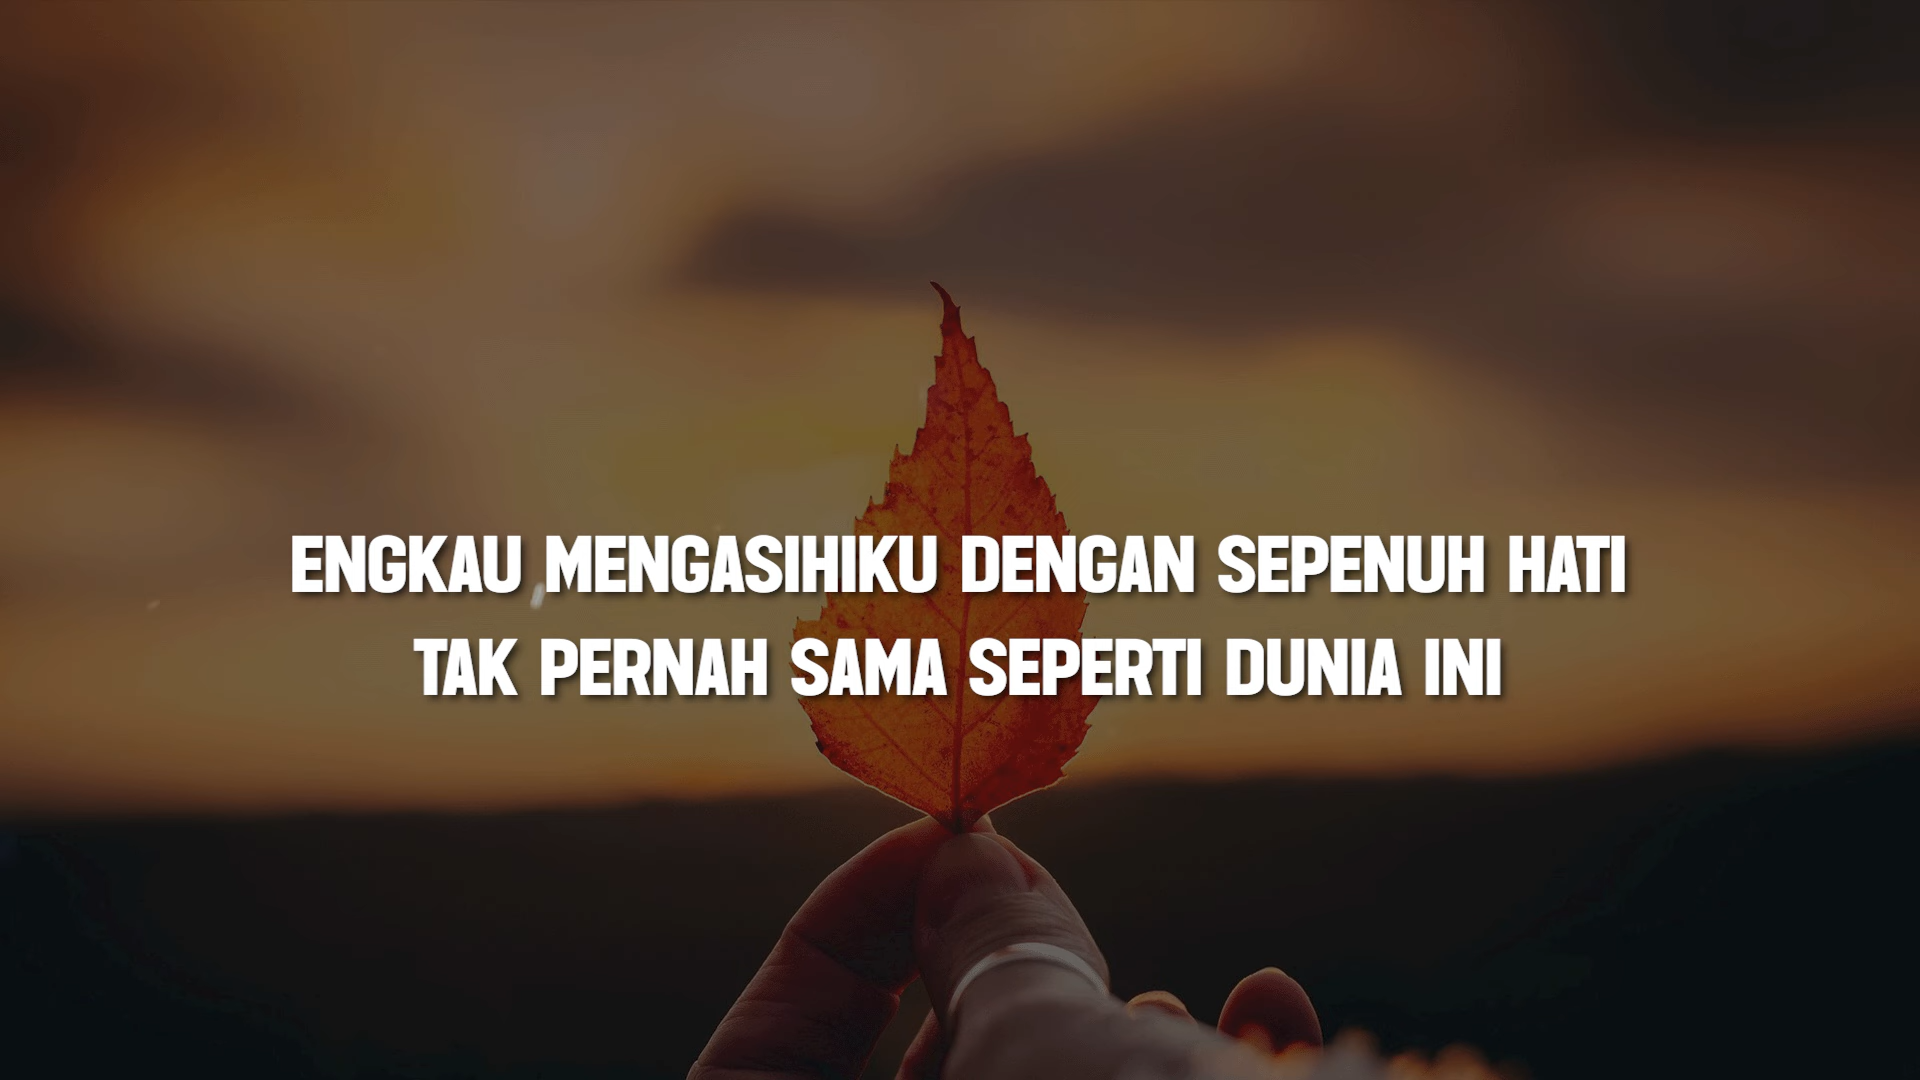 ENGKAU MENGASIHIKU DENGAN SEPENUH HATI
TAK PERNAH SAMA SEPERTI DUNIA INI